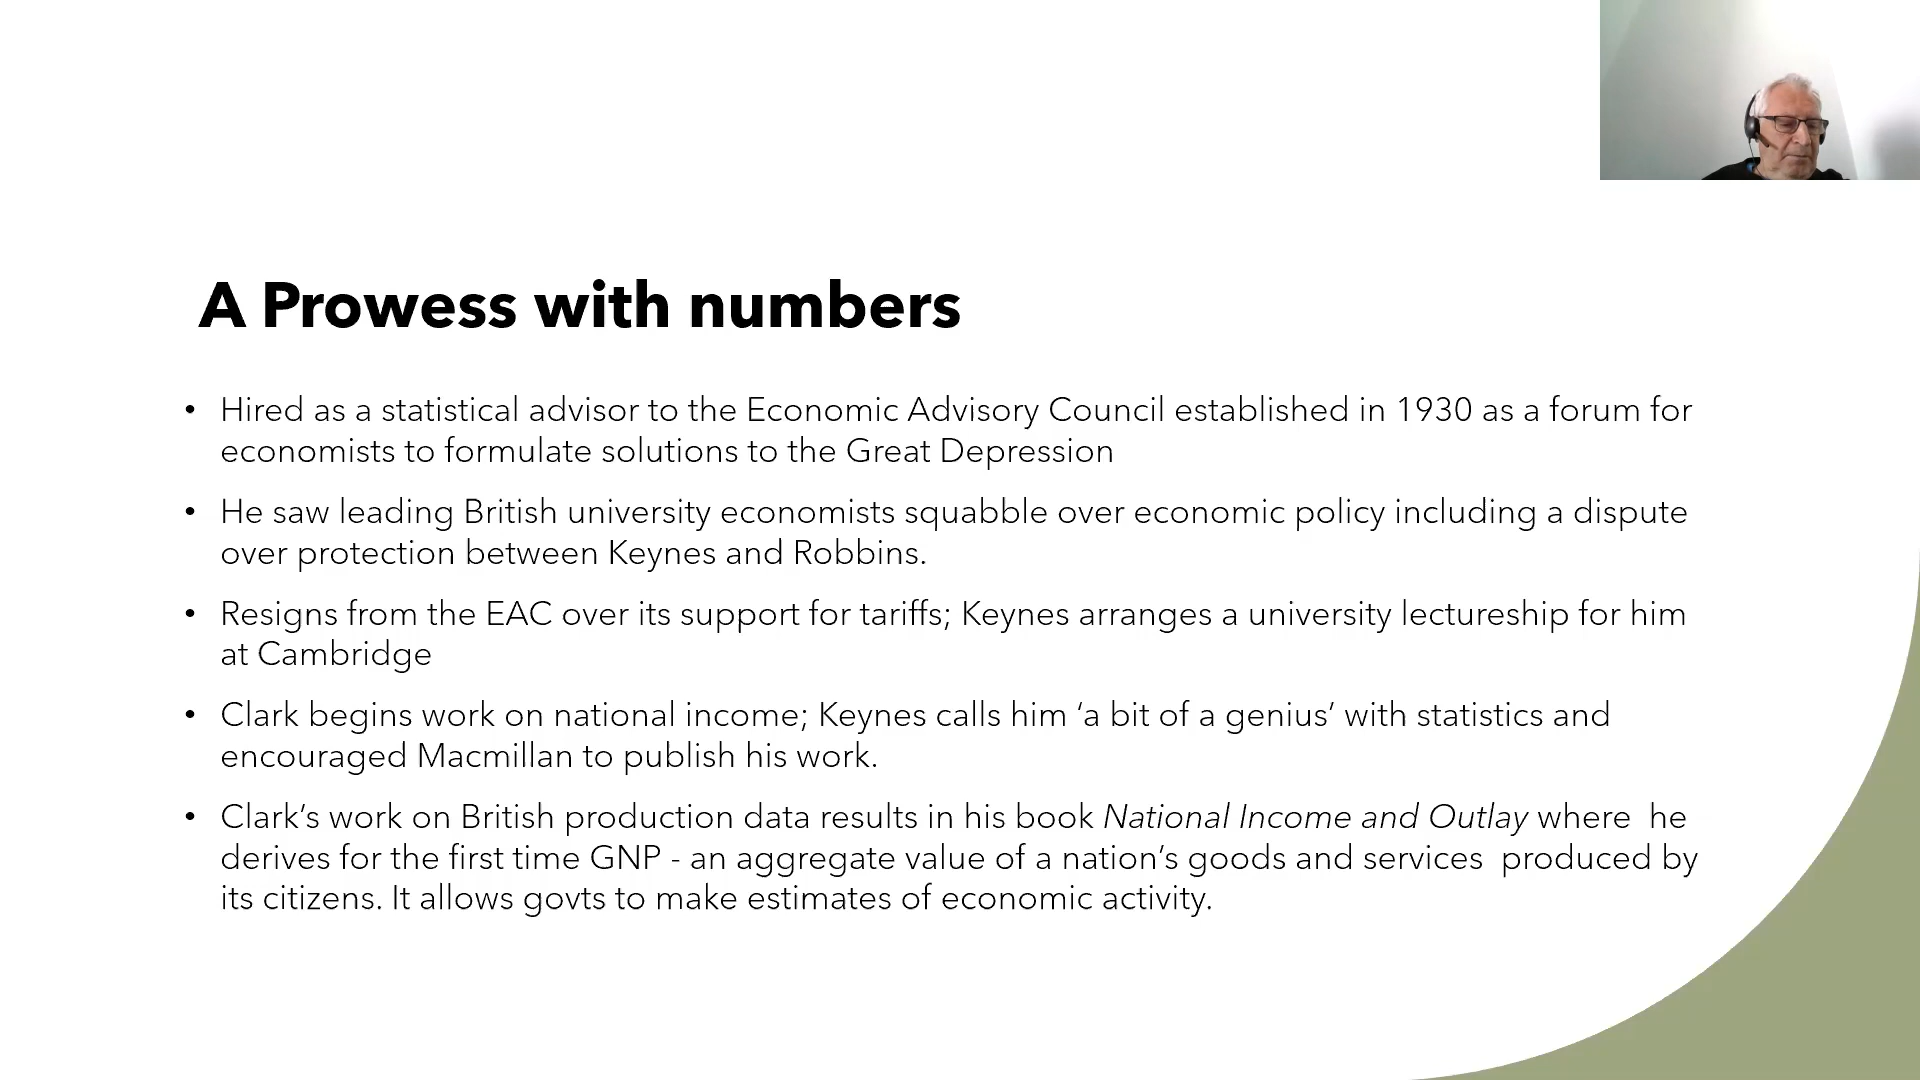 A Prowess with numbers
• Hired as a statistical advisor to the Economic Advisory Council established in 1930 as a forum for
economists to formulate solutions to the Great Depression
• He saw leading British university economists squabble over economic policy including a dispute
over protection between Keynes and Robbins.
• Resigns from the EAC over its support for tariffs; Keynes arranges a university lectureship for him
at Cambridge
• Clark begins work on national income; Keynes calls him ‘a bit of a genius’ with statistics and
encouraged Macmillan to publish his work.
• Clark’s work on British production data results in his book National Income and Outlay where  he
derives for the first time GNP - an aggregate value of a nation’s goods and services  produced by
its citizens. It allows govts to make estimates of economic activity.